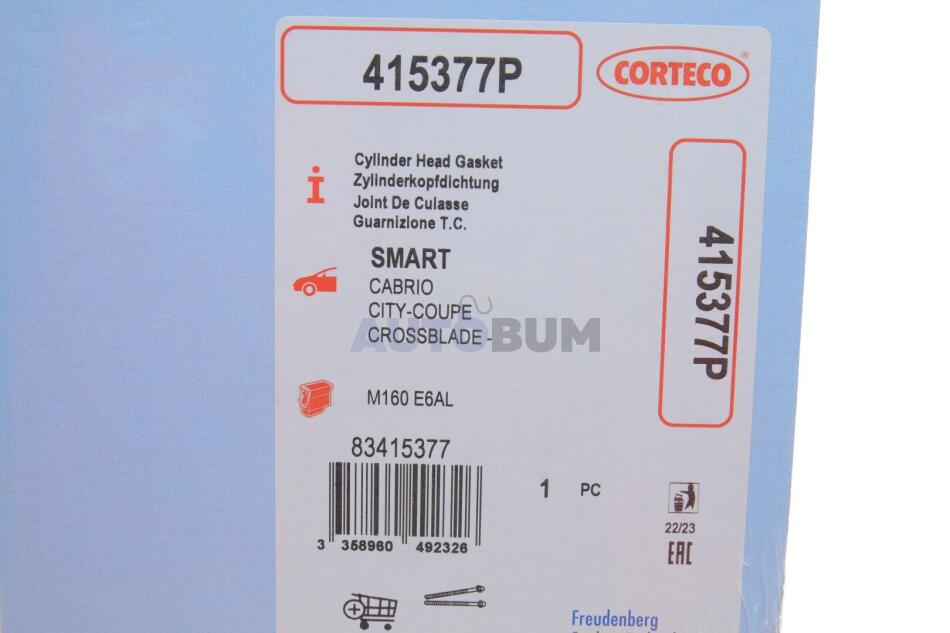 415377P
CORTECO®
Cylinder Head Gasket
Zylinderkopfdichtung
Joint De Culasse
Guarnizione T.C.
415377P
SMART
CABRIO
CITY-COUPE
CROSSBLADE -
AUTOBUM
M160 E6AL
83415377
1 PC
3 358960 492326
22/23
EAC
Freudenberg